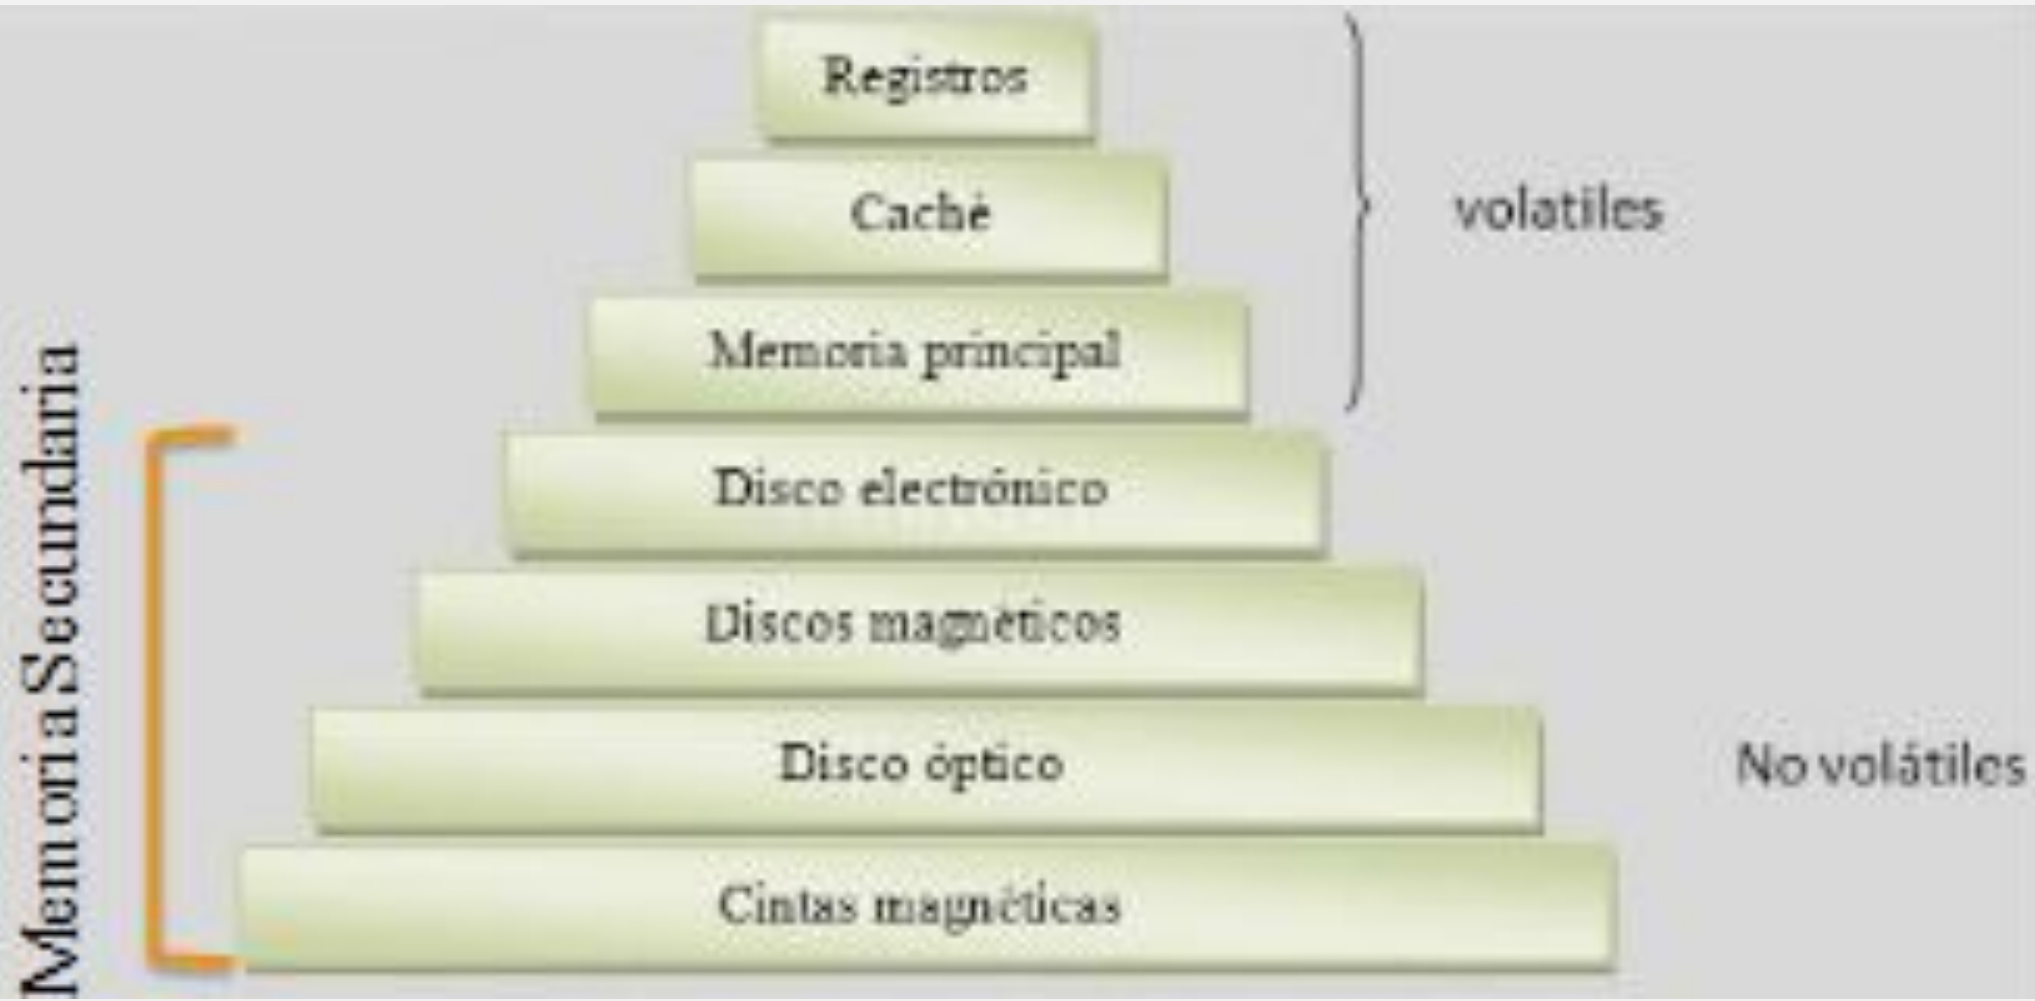 Registros
Caché
volatiles
Memoria principal
Memoria Secundaria
Disco electrónico
Discos magnéticos
Disco óptico
No volátiles
Cintas magnéticas